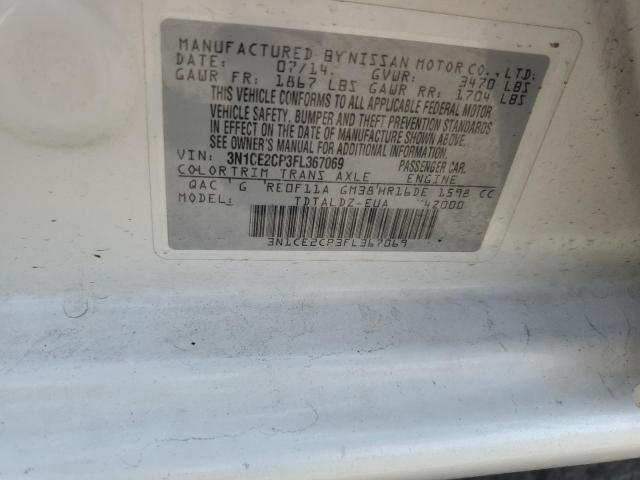 MANUFACTURED BY NISSAN MOTOR CO., LTD.
DATE: 07/14 GVWR: 3470 LBS
GAWR FR: 1867 LBS GAWR RR: 1704 LBS
THIS VEHICLE CONFORMS TO ALL APPLICABLE FEDERAL MOTOR
VEHICLE SAFETY, BUMPER AND THEFT PREVENTION STANDARDS
IN EFFECT ON THE DATE OF MANUFACTURE SHOWN ABOVE.
SEE OWNER'S MANUAL FOR ADDITIONAL INFORMATION.
VIN: 3N1CE2CP3FL367069 PASSENGER CAR.
COLOR TRIM TRANS AXLE ENGINE
QAC G RE0F11A GM38 HR16DE 1598 CC
MODEL: TDTALDZ-EUA 42000
3N1CE2CP3FL367069